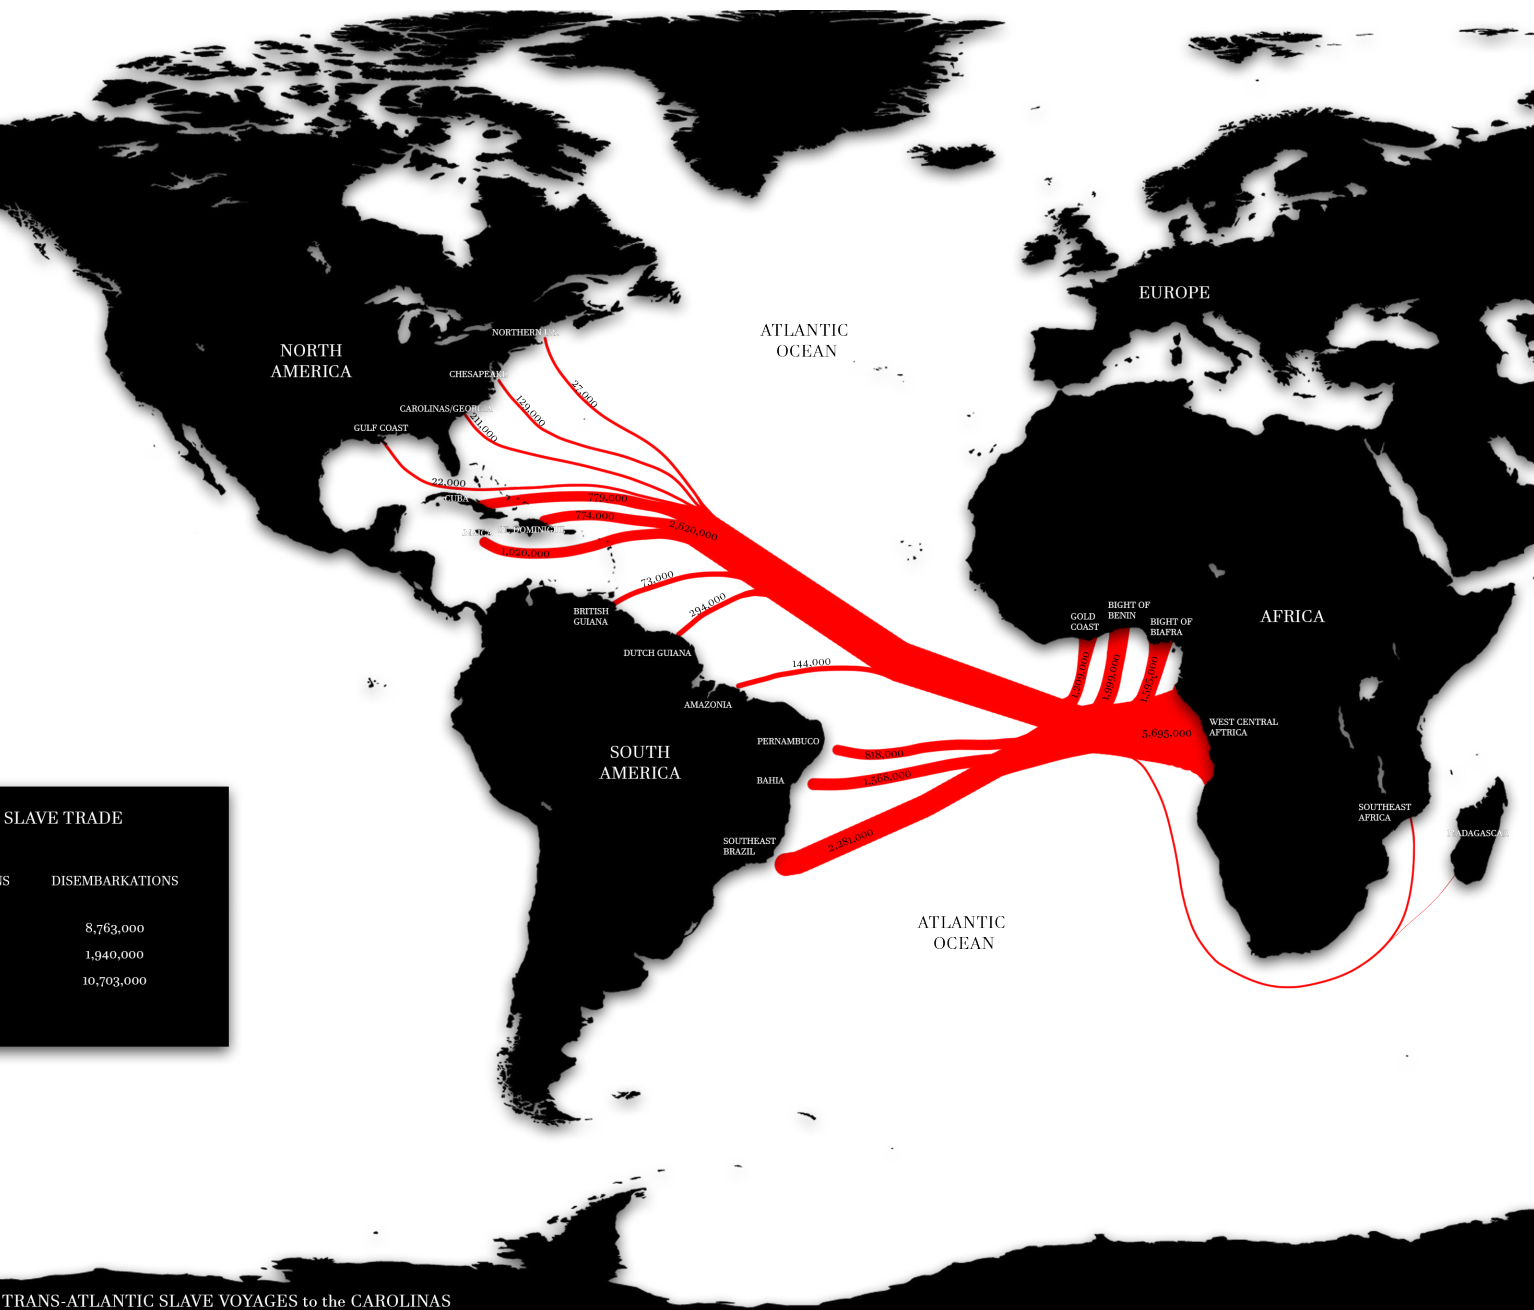 NORTH
AMERICA
ATLANTIC
OCEAN
EUROPE
NORTHERN
CHESAPEAKE
CAROLINAS/GEORGIA
GULF COAST
27,000
129,000
211,000
22,000
CUBA
779,000
774,000
2,620,000
1,020,000
73,000
294,000
BRITISH
GUIANA
DUTCH GUIANA
144,000
AMAZONIA
GOLD
COAST
BIGHT OF
BENIN
BIGHT OF
BIAFRA
AFRICA
1,999,000
WEST CENTRAL
AFTRICA
5,695,000
PERNAMBUCO
818,000
BAHIA
1,568,000
SOUTH
AMERICA
SOUTHEAST
BRAZIL
2,281,000
SOUTHEAST
AFRICA
MADAGASCAR
SLAVE TRADE
DISEMBARKATIONS
8,763,000
1,940,000
10,703,000
ATLANTIC
OCEAN
TRANS-ATLANTIC SLAVE VOYAGES to the CAROLINAS